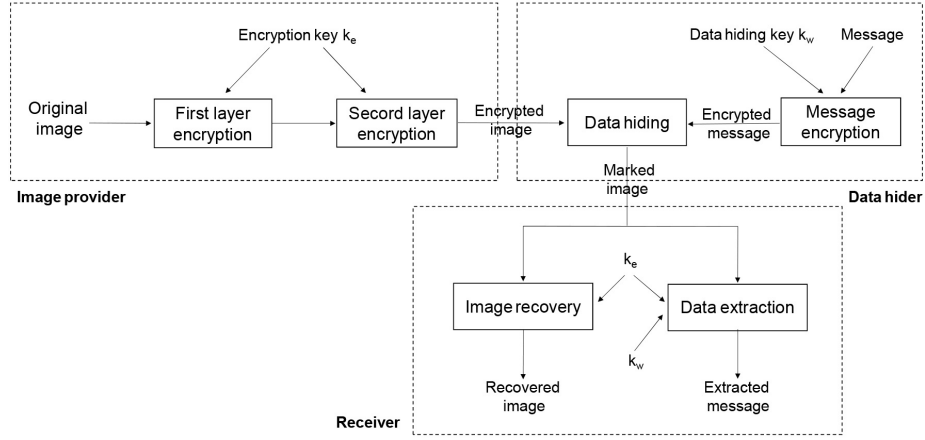 Encryption key ke
Data hiding key kw
Message
Original
image
First layer
encryption
Secord layer
encryption
Encrypted
image
Data hiding
Encrypted
message
Message
encryption
Image provider
Marked
image
Data hider
ke
Image recovery
Data extraction
kw
Recovered
image
Extracted
message
Receiver